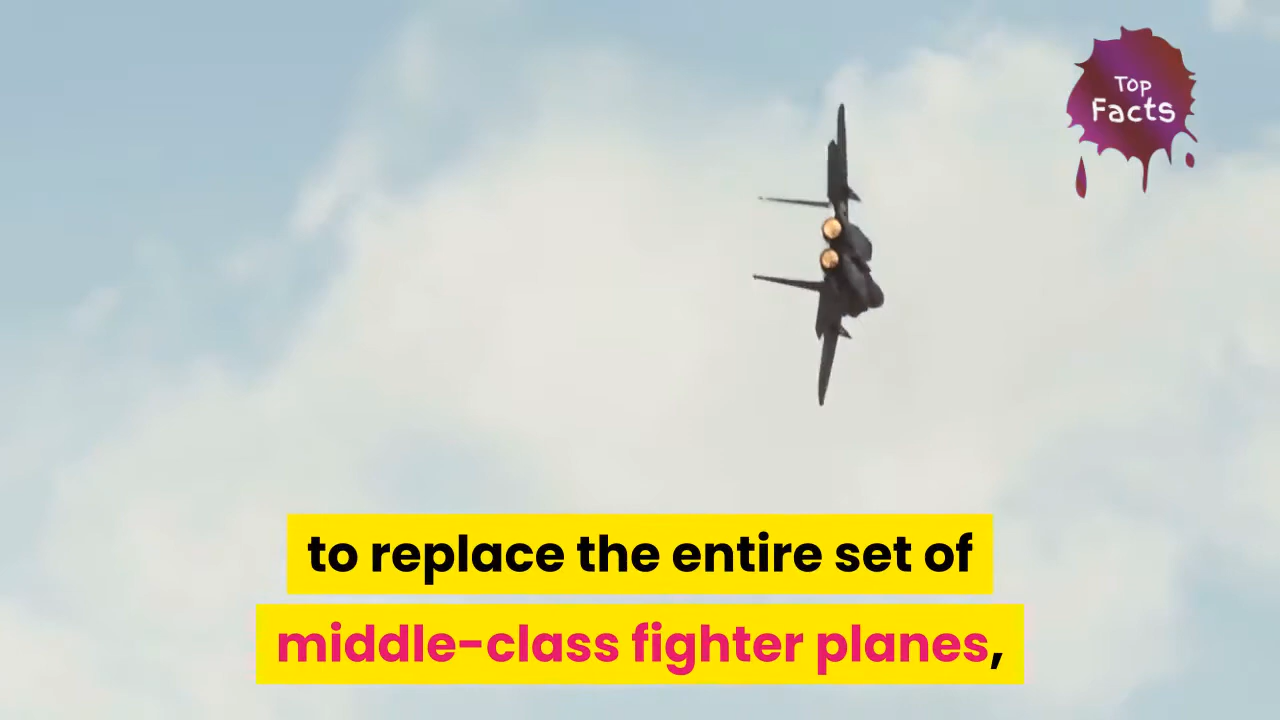 Top
Facts
to replace the entire set of
middle-class fighter planes,